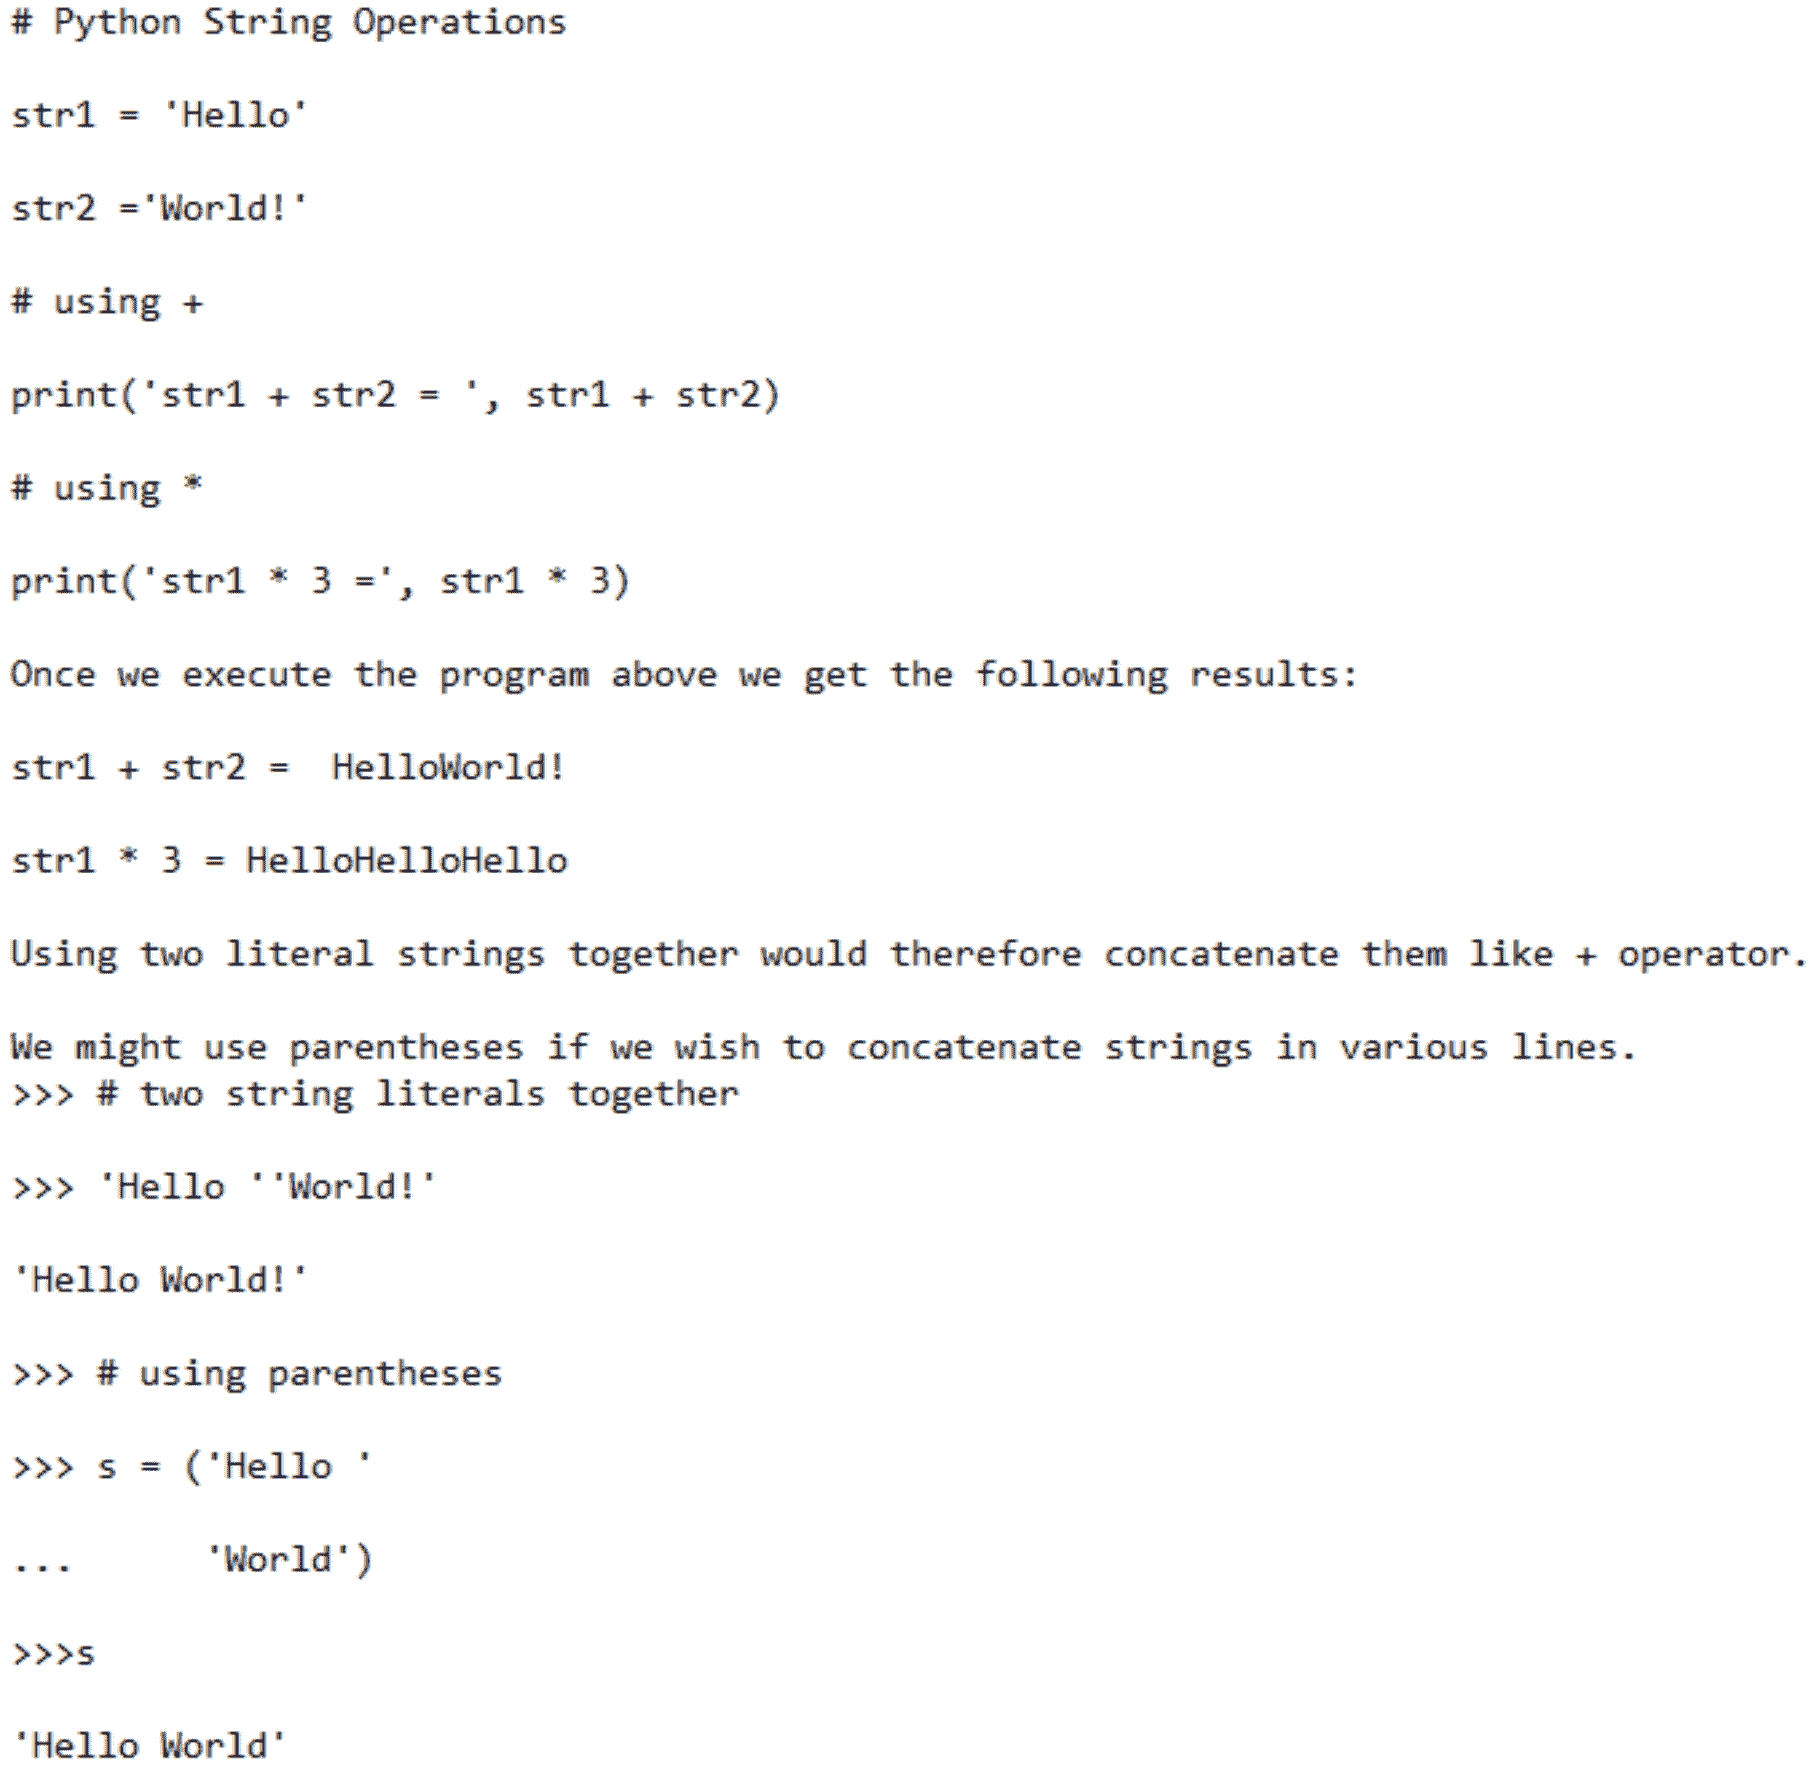 # Python String Operations
str1 = 'Hello'
str2 ='World!'
# using +
print('str1 + str2 = ', str1 + str2)
# using *
print('str1 * 3 =', str1 * 3)
Once we execute the program above we get the following results:
str1 + str2 =  HelloWorld!
str1 * 3 = HelloHelloHello
Using two literal strings together would therefore concatenate them like + operator.
We might use parentheses if we wish to concatenate strings in various lines.
>>> # two string literals together
>>> 'Hello ''World!'
'Hello World!'
>>> # using parentheses
>>> s = ('Hello '
...      'World')
>>>s
'Hello World'